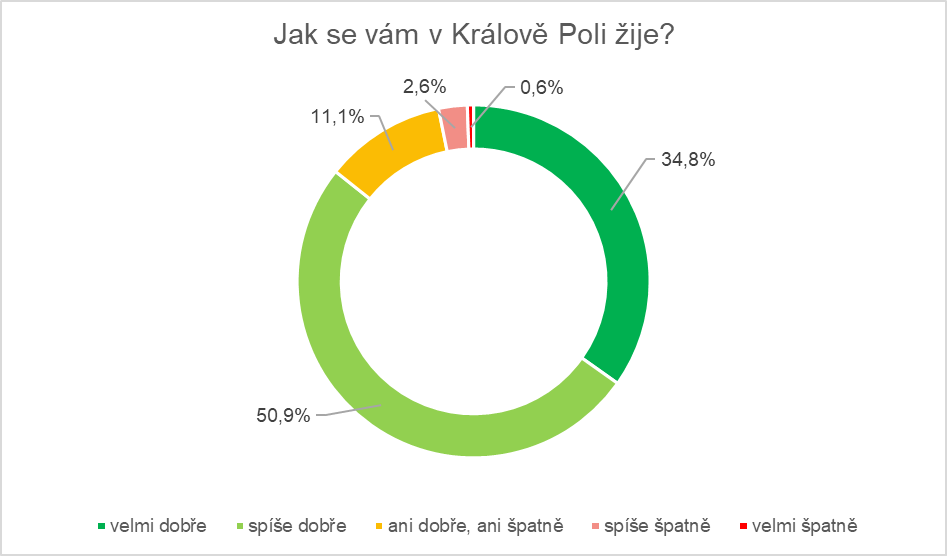 Jak se vám v Králově Poli žije?
2,6%
0,6%
11,1%
34,8%
50,9%
velmi dobře
spíše dobře
ani dobře, ani špatně
spíše špatně
velmi špatně